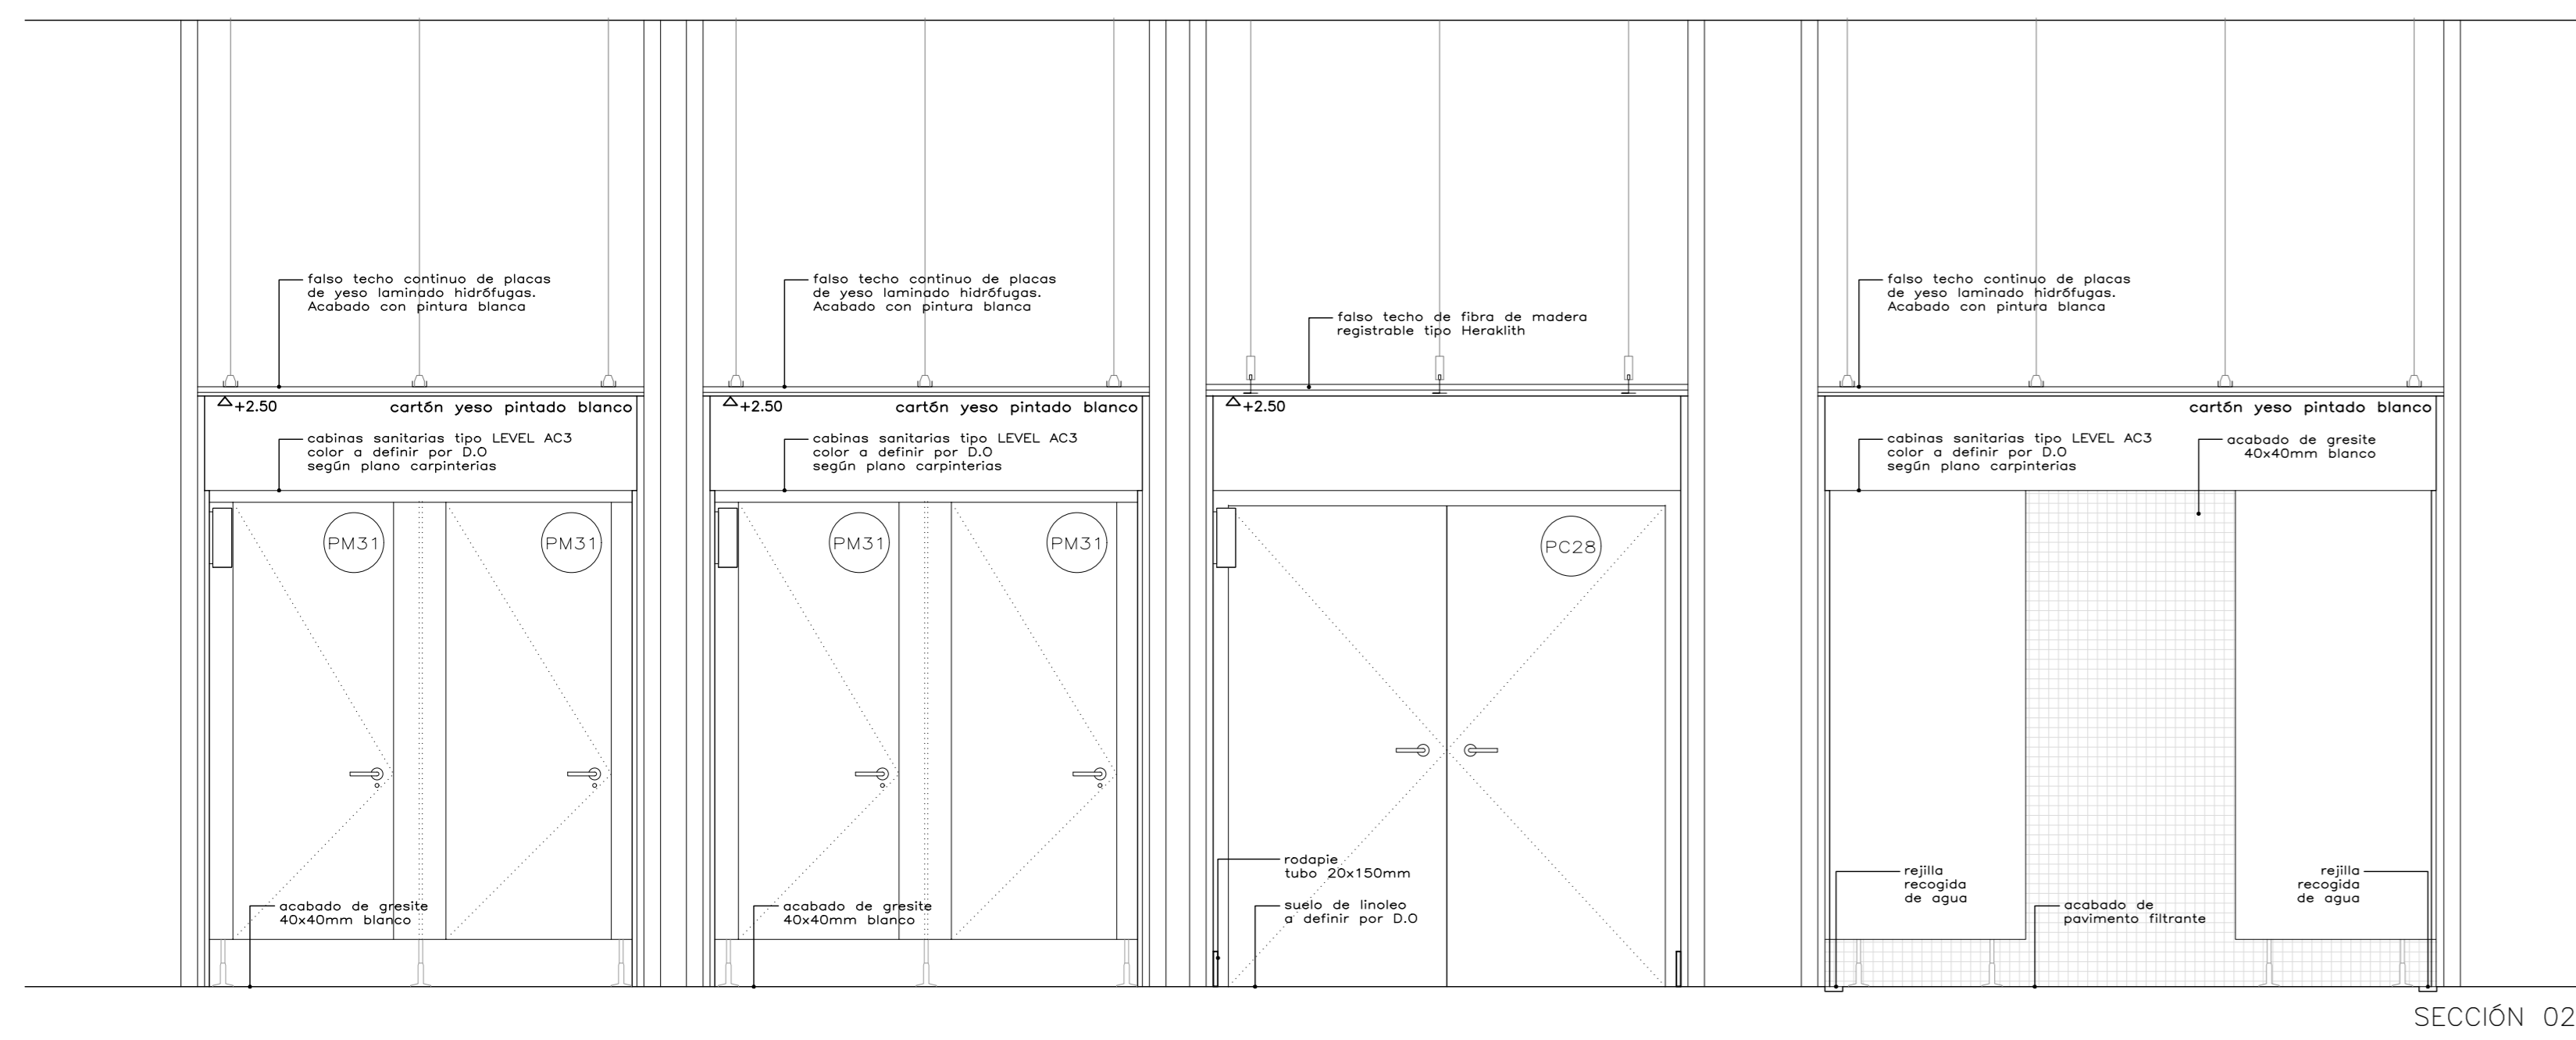 falso techo continuo de placas
de yeso laminado hidrófugas.
Acabado con pintura blanca
+2.50
cartón yeso pintado blanco
cabinas sanitarias tipo LEVEL AC3
color a definir por D.O
según plano carpinterias
PM31
PM31
acabado de gresite
40x40mm blanco
falso techo continuo de placas
de yeso laminado hidrófugas.
Acabado con pintura blanca
+2.50
cartón yeso pintado blanco
cabinas sanitarias tipo LEVEL AC3
color a definir por D.O
según plano carpinterias
PM31
PM31
acabado de gresite
40x40mm blanco
falso techo de fibra de madera
registrable tipo Heraklith
+2.50
PC28
rodapie
tubo 20x150mm
suelo de linoleo
a definir por D.O
falso techo continuo de placas
de yeso laminado hidrófugas.
Acabado con pintura blanca
cartón yeso pintado blanco
cabinas sanitarias tipo LEVEL AC3
color a definir por D.O
según plano carpinterias
acabado de gresite
40x40mm blanco
rejilla
recogida
de agua
acabado de
pavimento filtrante
rejilla
recogida
de agua
SECCIÓN 02